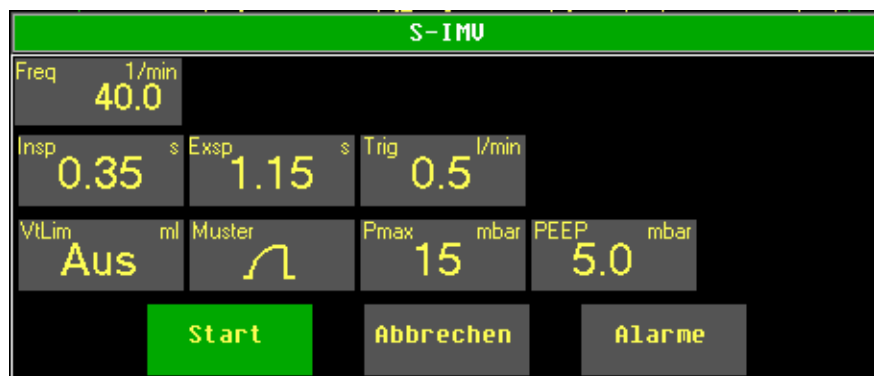 S-IMV
Freq 1/min
40.0
Insp s Exsp s Trig l/min
0.35 1.15 0.5
VtLim ml Muster Pmax mbar PEEP mbar
Aus 15 5.0
Start Abbrechen Alarme